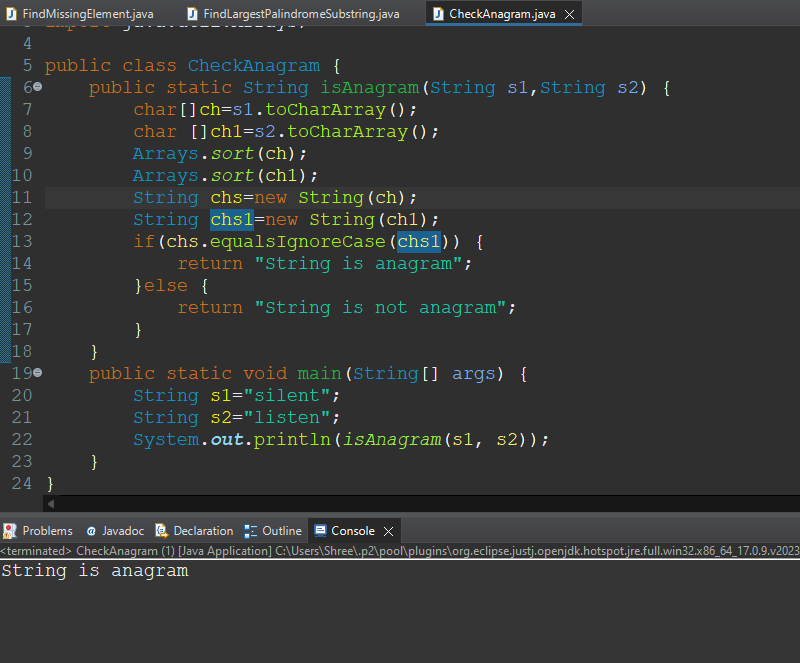 FindMissingElement.java FindLargestPalindromeSubstring.java CheckAnagram.java
4
5 public class CheckAnagram {
6 public static String isAnagram(String s1,String s2) {
7 char[]ch=s1.toCharArray();
8 char []ch1=s2.toCharArray();
9 Arrays.sort(ch);
10 Arrays.sort(ch1);
11 String chs=new String(ch);
12 String chs1=new String(ch1);
13 if(chs.equalsIgnoreCase(chs1)) {
14 return "String is anagram";
15 }else {
16 return "String is not anagram";
17 }
18 }
19 public static void main(String[] args) {
20 String s1="silent";
21 String s2="listen";
22 System.out.println(isAnagram(s1, s2));
23 }
24 }
Problems Javadoc Declaration Outline Console
<terminated> CheckAnagram (1) [Java Application] C:\Users\Shree\.p2\pool\plugins\org.eclipse.justj.openjdk.hotspot.jre.full.win32.x86_64_17.0.9.v2023
String is anagram